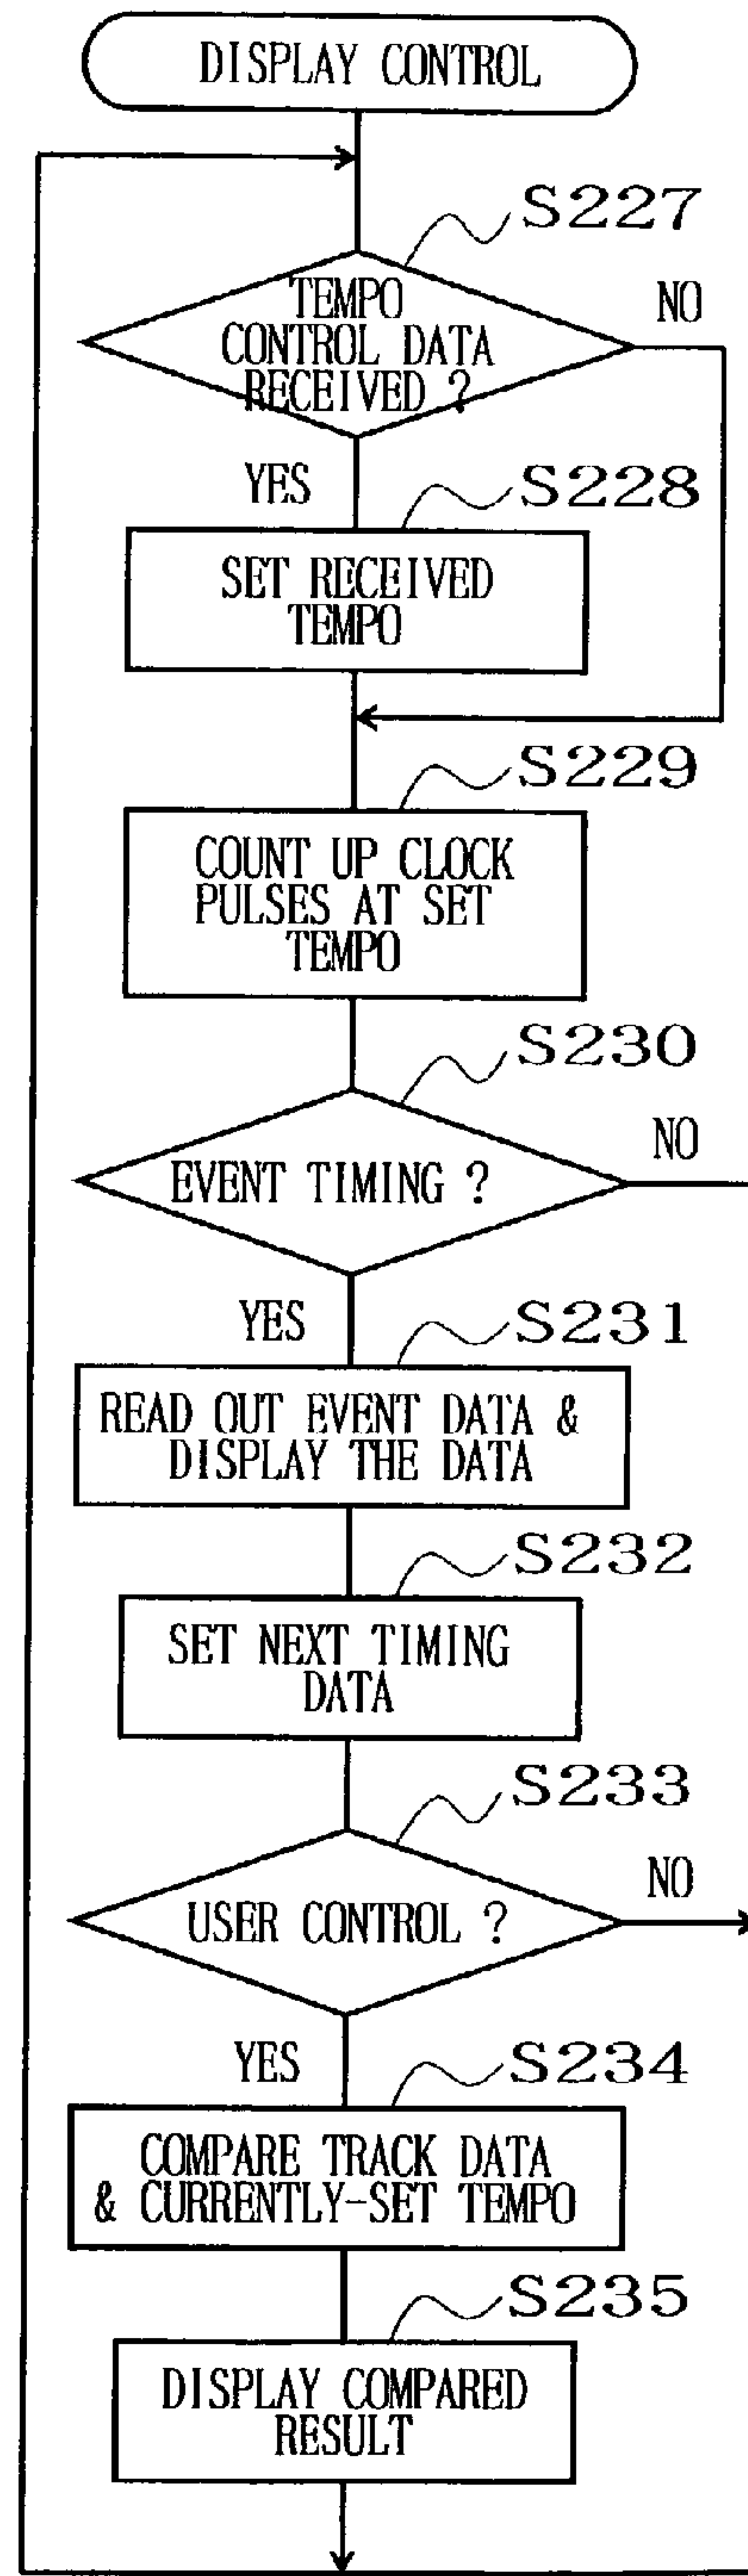 DISPLAY CONTROL
S227
TEMPO
CONTROL DATA
RECEIVED ?
NO
YES
S228
SET RECEIVED
TEMPO
S229
COUNT UP CLOCK
PULSES AT SET
TEMPO
S230
EVENT TIMING ?
NO
YES
S231
READ OUT EVENT DATA &
DISPLAY THE DATA
S232
SET NEXT TIMING
DATA
S233
USER CONTROL ?
NO
YES
S234
COMPARE TRACK DATA
& CURRENTLY-SET TEMPO
S235
DISPLAY COMPARED
RESULT